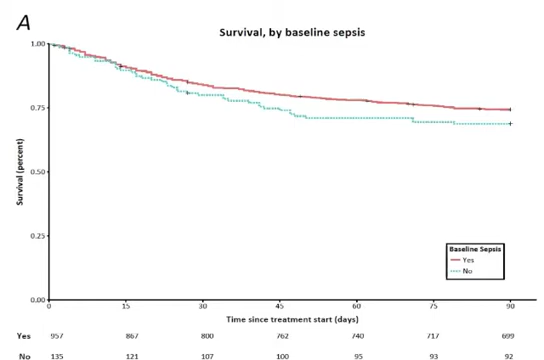 A
Survival, by baseline sepsis
1.00
0.75
0.50
0.25
0.00
Survival (percent)
Baseline Sepsis
Yes
No
0 15 30 45 60 75 90
Time since treatment start (days)
Yes 957 867 800 762 740 717 699
No 135 121 107 100 95 93 92